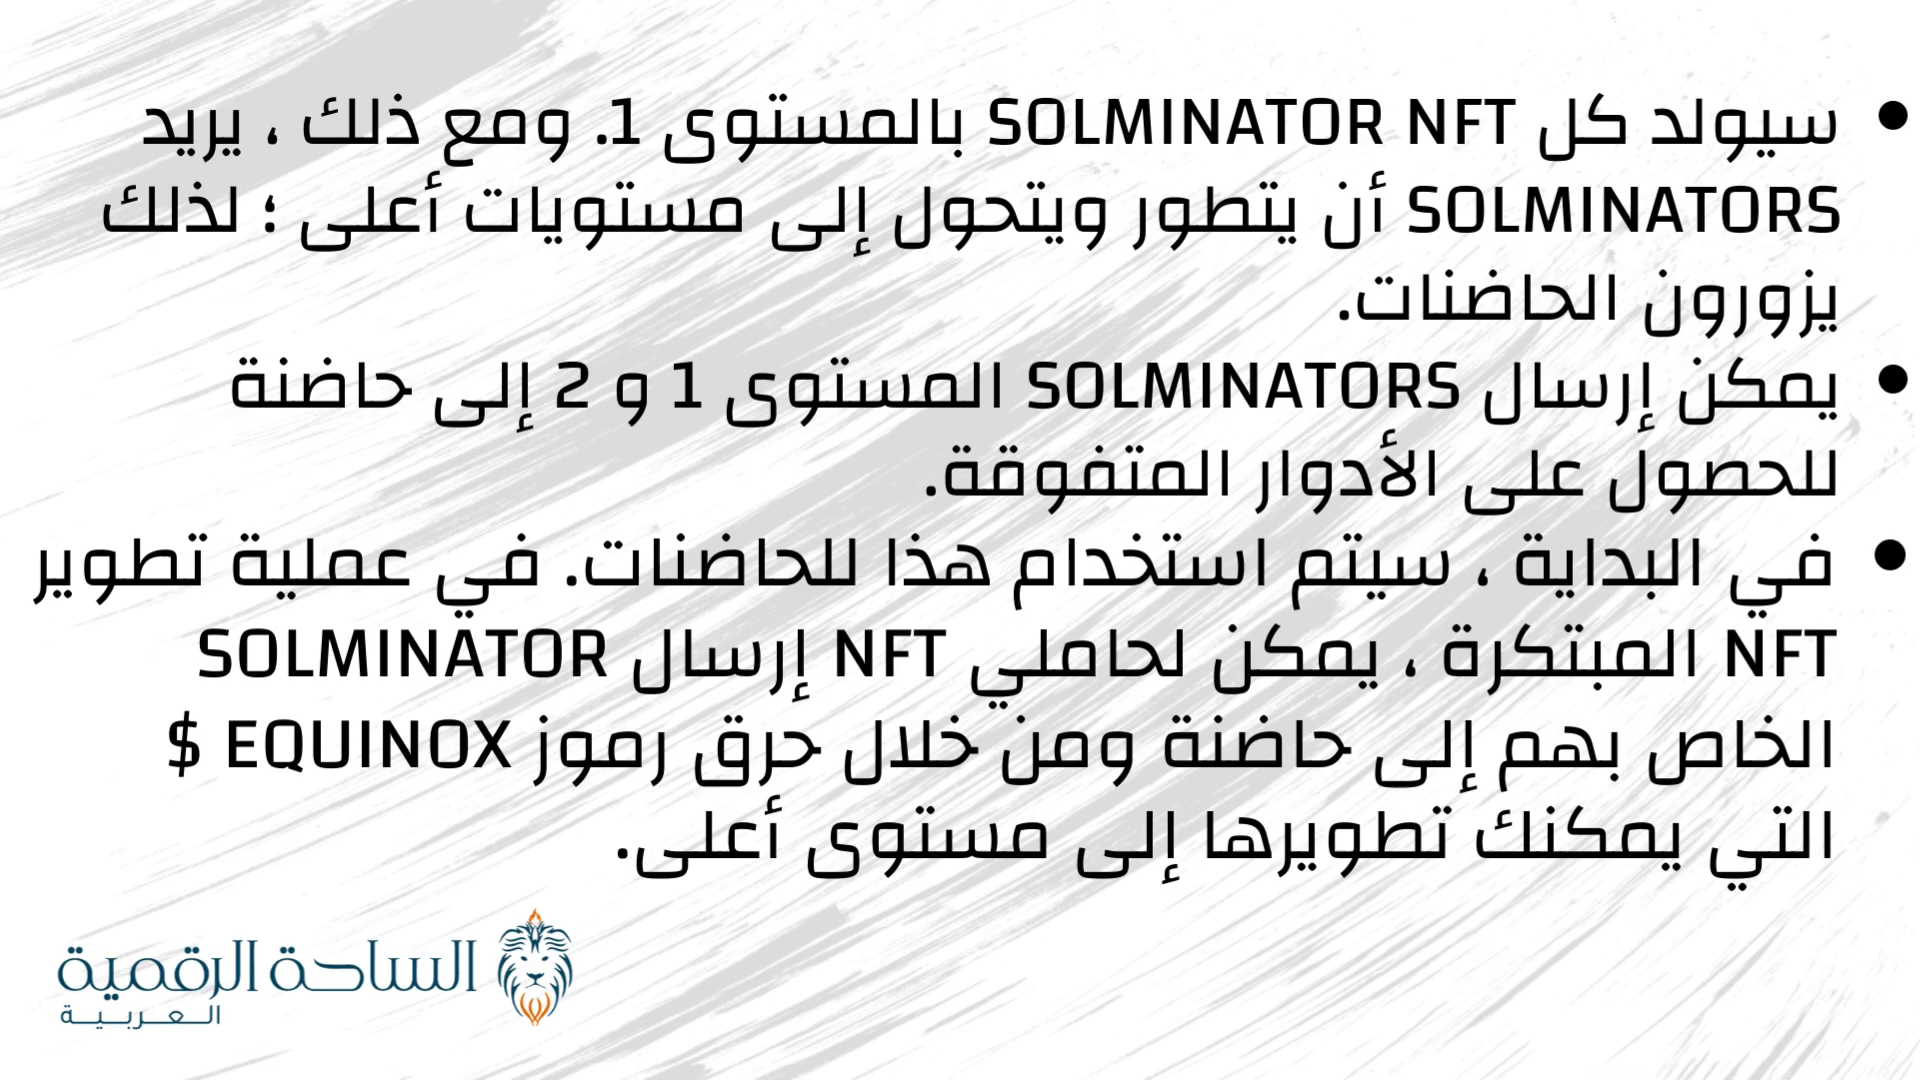 • سيولد كل SOLMINATOR NFT بالمستوى 1. ومع ذلك ، يريد
SOLMINATORS أن يتطور ويتحول إلى مستويات أعلى ؛ لذلك
يزورون الحاضنات.
• يمكن إرسال SOLMINATORS المستوى 1 و 2 إلى حاضنة
للحصول على الأدوار المتفوقة.
• في البداية ، سيتم استخدام هذا للحاضنات. في عملية تطوير
NFT المبتكرة ، يمكن لحاملي NFT إرسال SOLMINATOR
الخاص بهم إلى حاضنة ومن خلال حرق رموز EQUINOX $
التي يمكنك تطويرها إلى مستوى أعلى.
الساحة الرقمية
العربية